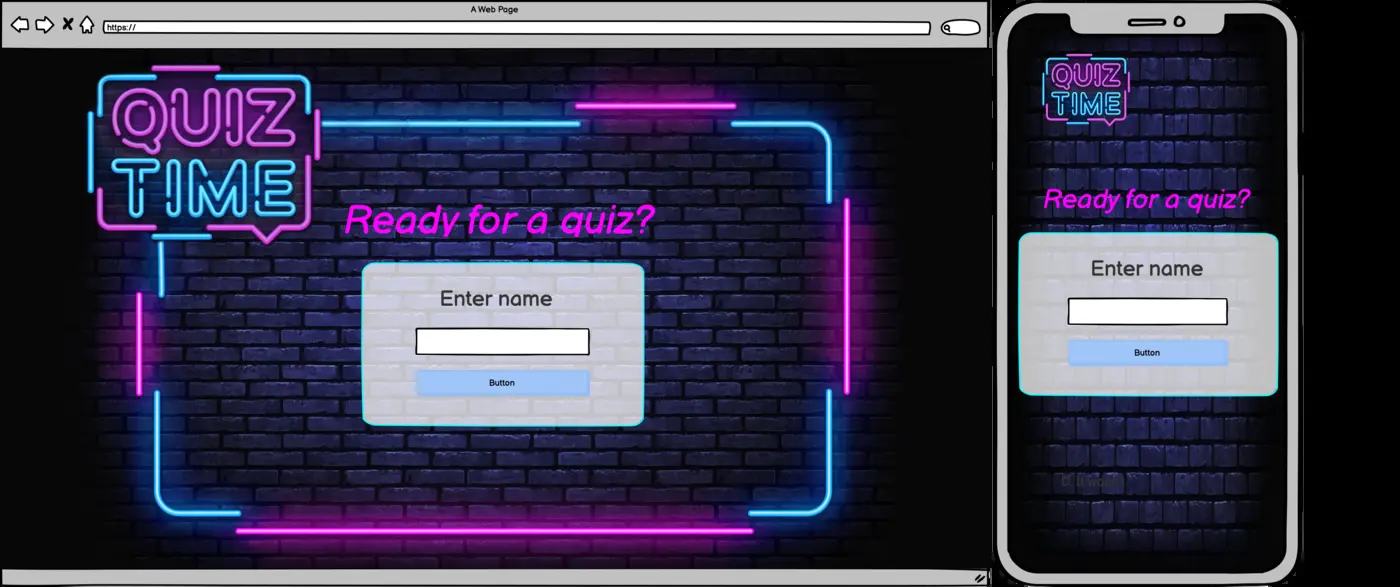 A Web Page
https://
QUIZ
TIME
Ready for a quiz?
Enter name
Button
QUIZ
TIME
Ready for a quiz?
Enter name
Button